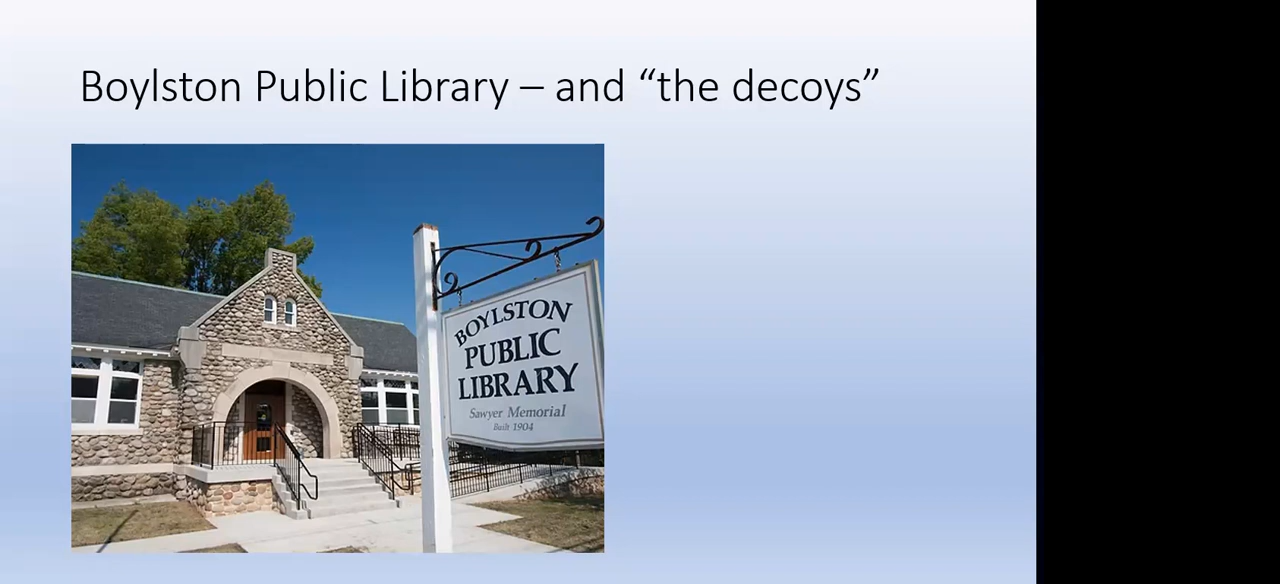 Boylston Public Library – and “the decoys”
BOYLSTON
PUBLIC
LIBRARY
Sawyer Memorial
Built 1904